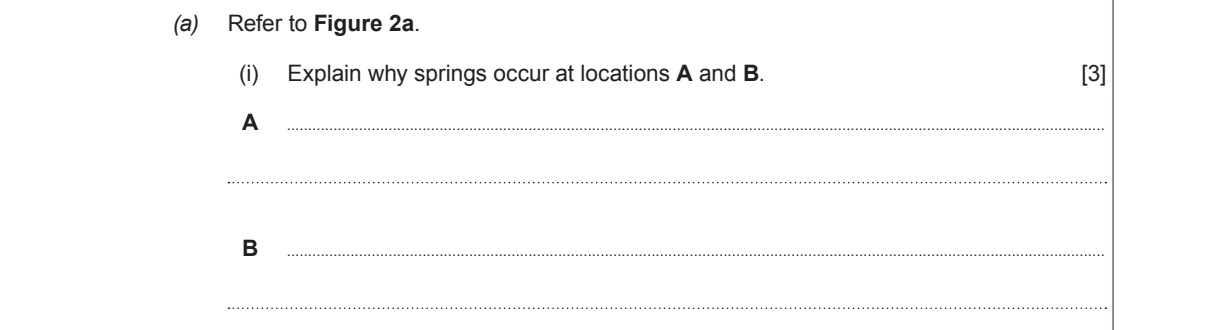 (a) Refer to Figure 2a.
(i) Explain why springs occur at locations A and B. [3]
A
B